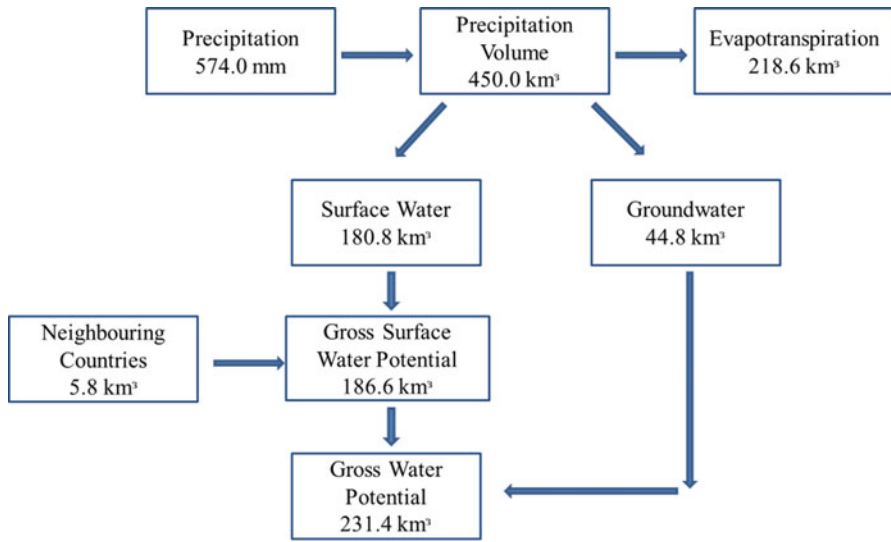 Precipitation
574.0 mm
Precipitation
Volume
450.0 km³
Evapotranspiration
218.6 km³
Surface Water
180.8 km³
Groundwater
44.8 km³
Neighbouring
Countries
5.8 km³
Gross Surface
Water Potential
186.6 km³
Gross Water
Potential
231.4 km³